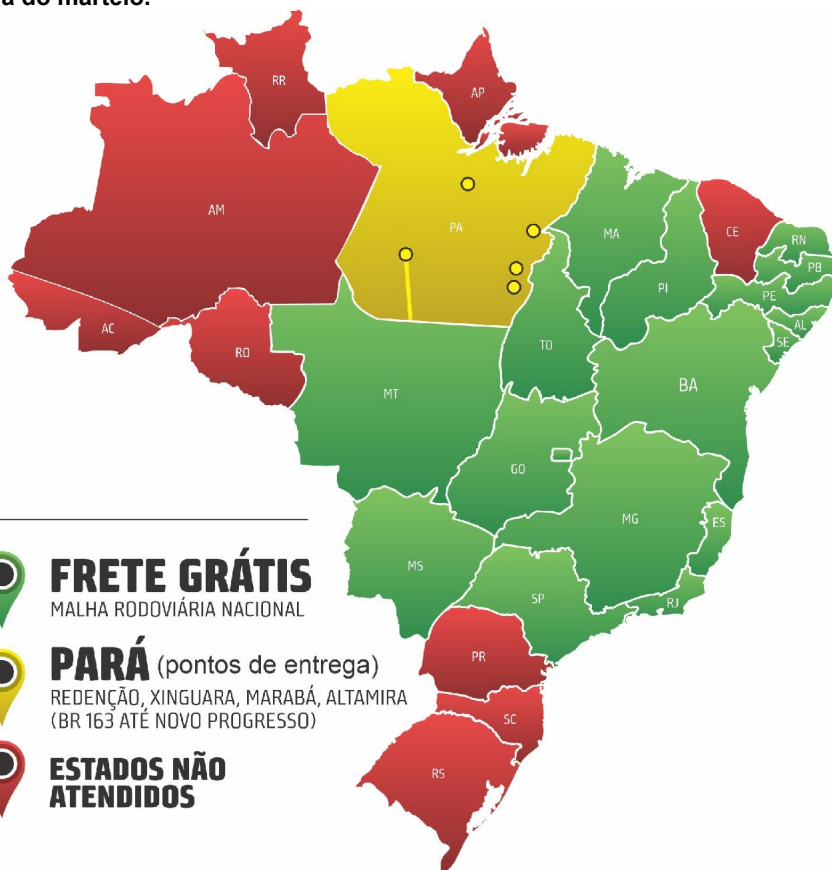 do martelo.
RR
AP
AM
PA
MA
CE
RN
PB
PE
PI
AL
SE
AC
RO
TO
BA
MT
GO
MG
ES
MS
SP
RJ
PR
SC
RS
FRETE GRÁTIS
MALHA RODOVIÁRIA NACIONAL
PARÁ (pontos de entrega)
REDENÇÃO, XINGUARA, MARABÁ, ALTAMIRA
(BR 163 ATÉ NOVO PROGRESSO)
ESTADOS NÃO
ATENDIDOS